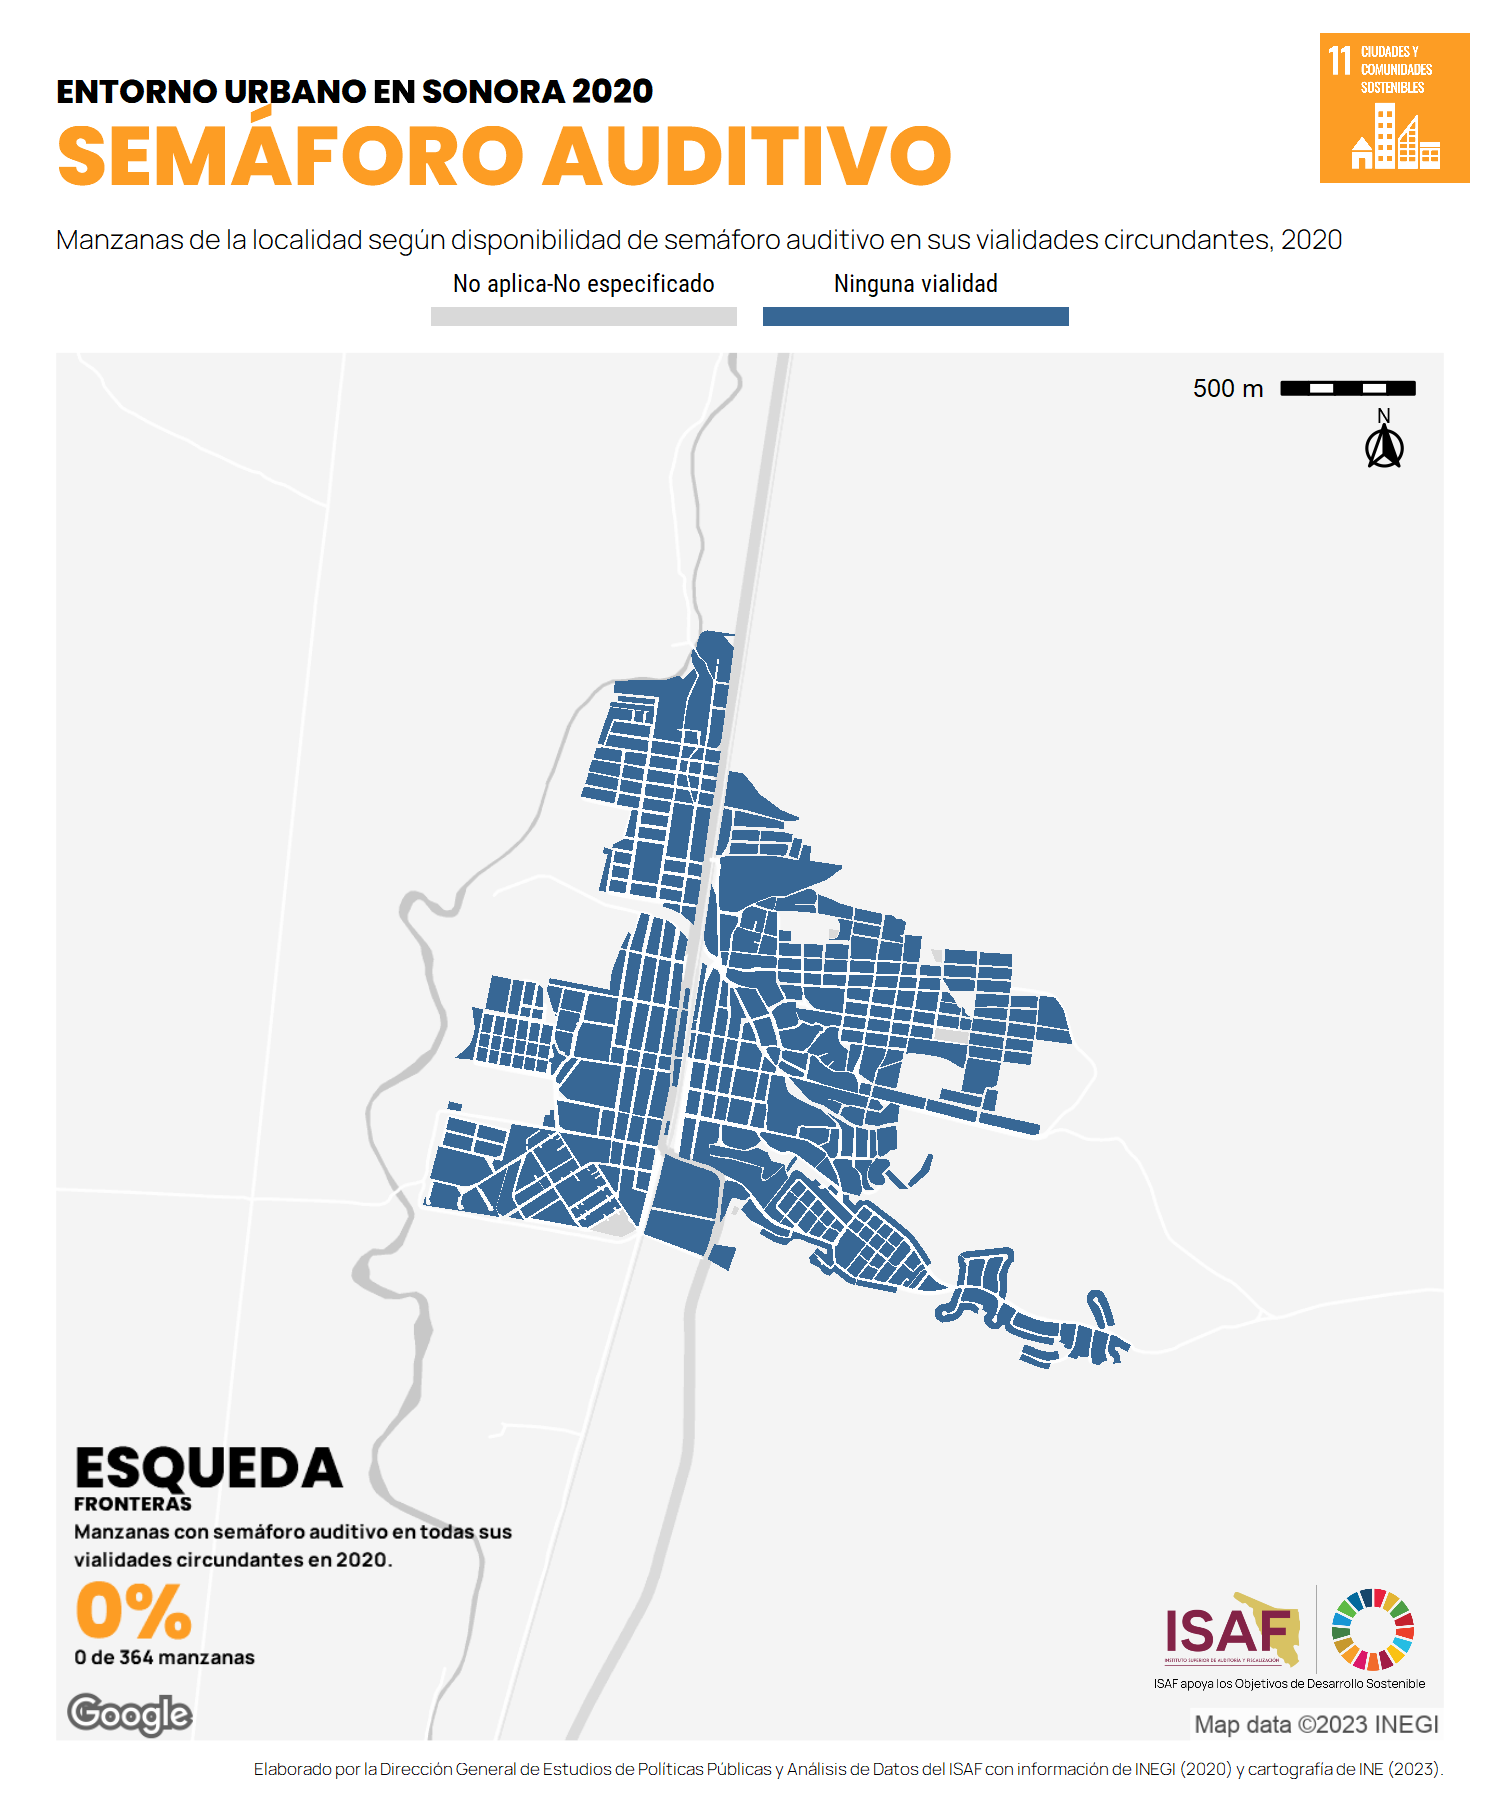 11 CIUDADES Y
COMUNIDADES
SOSTENIBLES
ENTORNO URBANO EN SONORA 2020
SEMÁFORO AUDITIVO
Manzanas de la localidad según disponibilidad de semáforo auditivo en sus vialidades circundantes, 2020
No aplica-No especificado
Ninguna vialidad
500 m
N
ESQUEDA
FRONTERAS
Manzanas con semáforo auditivo en todas sus
vialidades circundantes en 2020.
0%
0 de 364 manzanas
Google
ISAF
INSTITUTO SUPERIOR DE AUDITORÍA Y FISCALIZACIÓN
ISAF apoya los Objetivos de Desarrollo Sostenible
Map data ©2023 INEGI
Elaborado por la Dirección General de Estudios de Políticas Públicas y Análisis de Datos del ISAF con información de INEGI (2020) y cartografía de INE (2023).